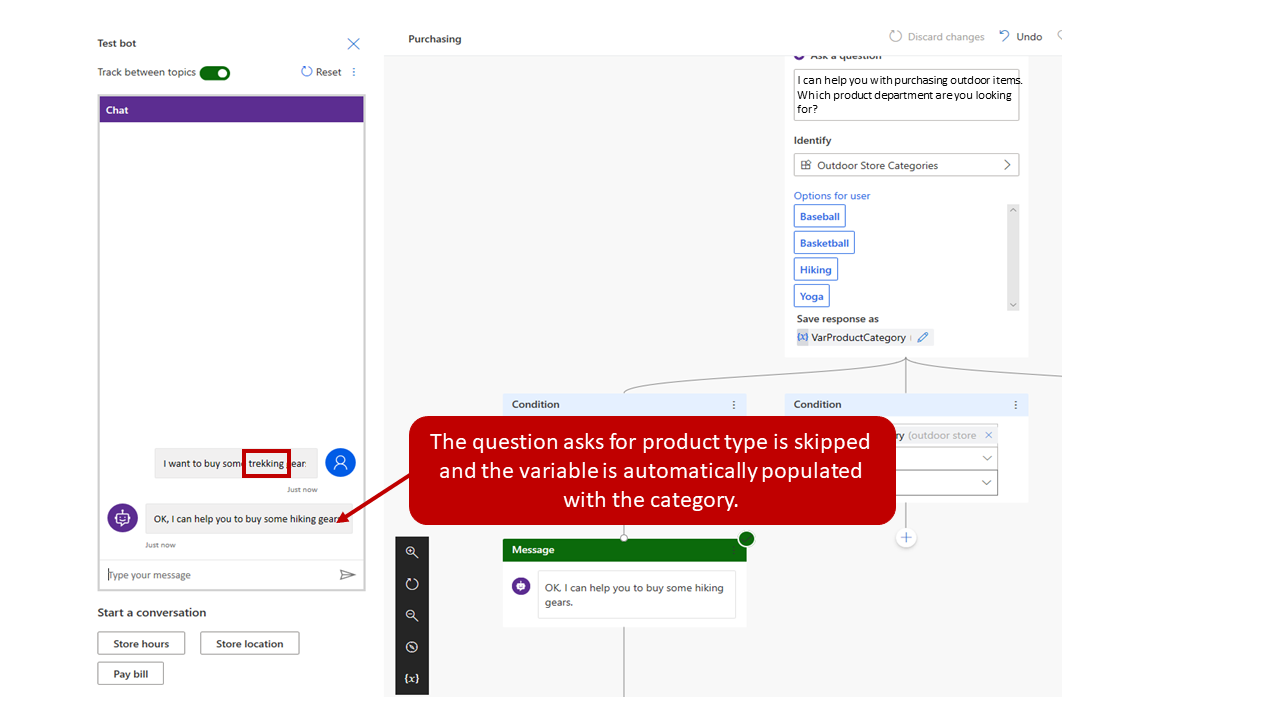 Test bot
Track between topics
Reset
Chat
I want to buy some trekking gear
Just now
OK, I can help you to buy some hiking gears
Just now
Type your message
Start a conversation
Store hours
Store location
Pay bill
Purchasing
Discard changes
Undo
Ask a question
I can help you with purchasing outdoor items.
Which product department are you looking
for?
Identify
Outdoor Store Categories
Options for user
Baseball
Basketball
Hiking
Yoga
Save response as
{x} VarProductCategory
Condition
Condition
ry (outdoor store
The question asks for product type is skipped
and the variable is automatically populated
with the category.
Message
OK, I can help you to buy some hiking
gears.
{x}